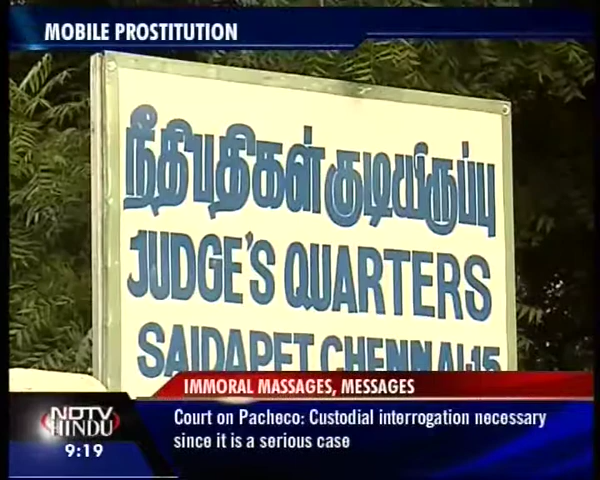 MOBILE PROSTITUTION
நீதிபதிகள் குடியிருப்பு
JUDGE'S QUARTERS
SAIDAPET CHENNAI-15
IMMORAL MASSAGES, MESSAGES
NDTV
HINDU
9:19
Court on Pacheco: Custodial interrogation necessary
since it is a serious case